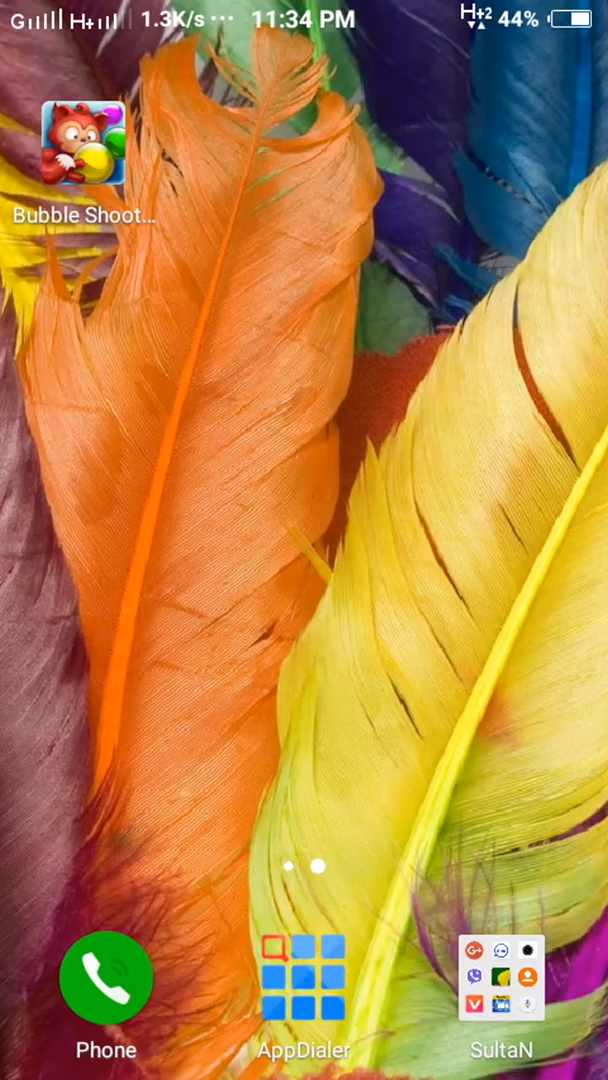 G H+ 1.3K/s ... 11:34 PM H+2 44%
Bubble Shoot...
Phone AppDialer SultaN